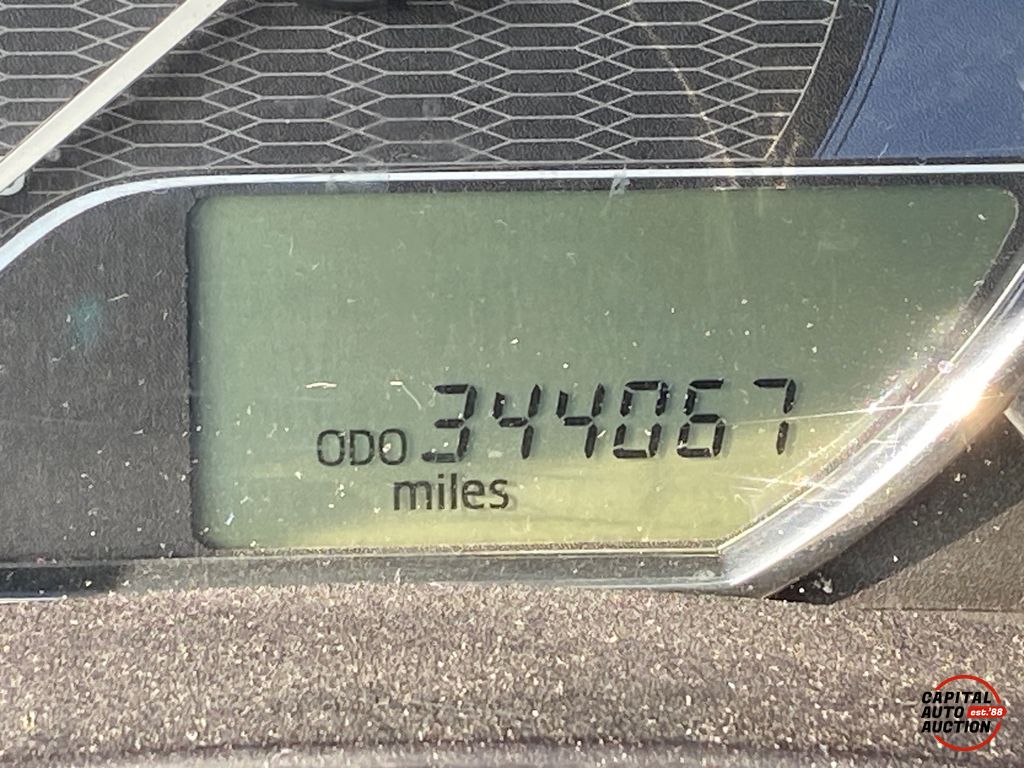 ODO 344067
miles
CAPITAL
AUTO est.'88
AUCTION